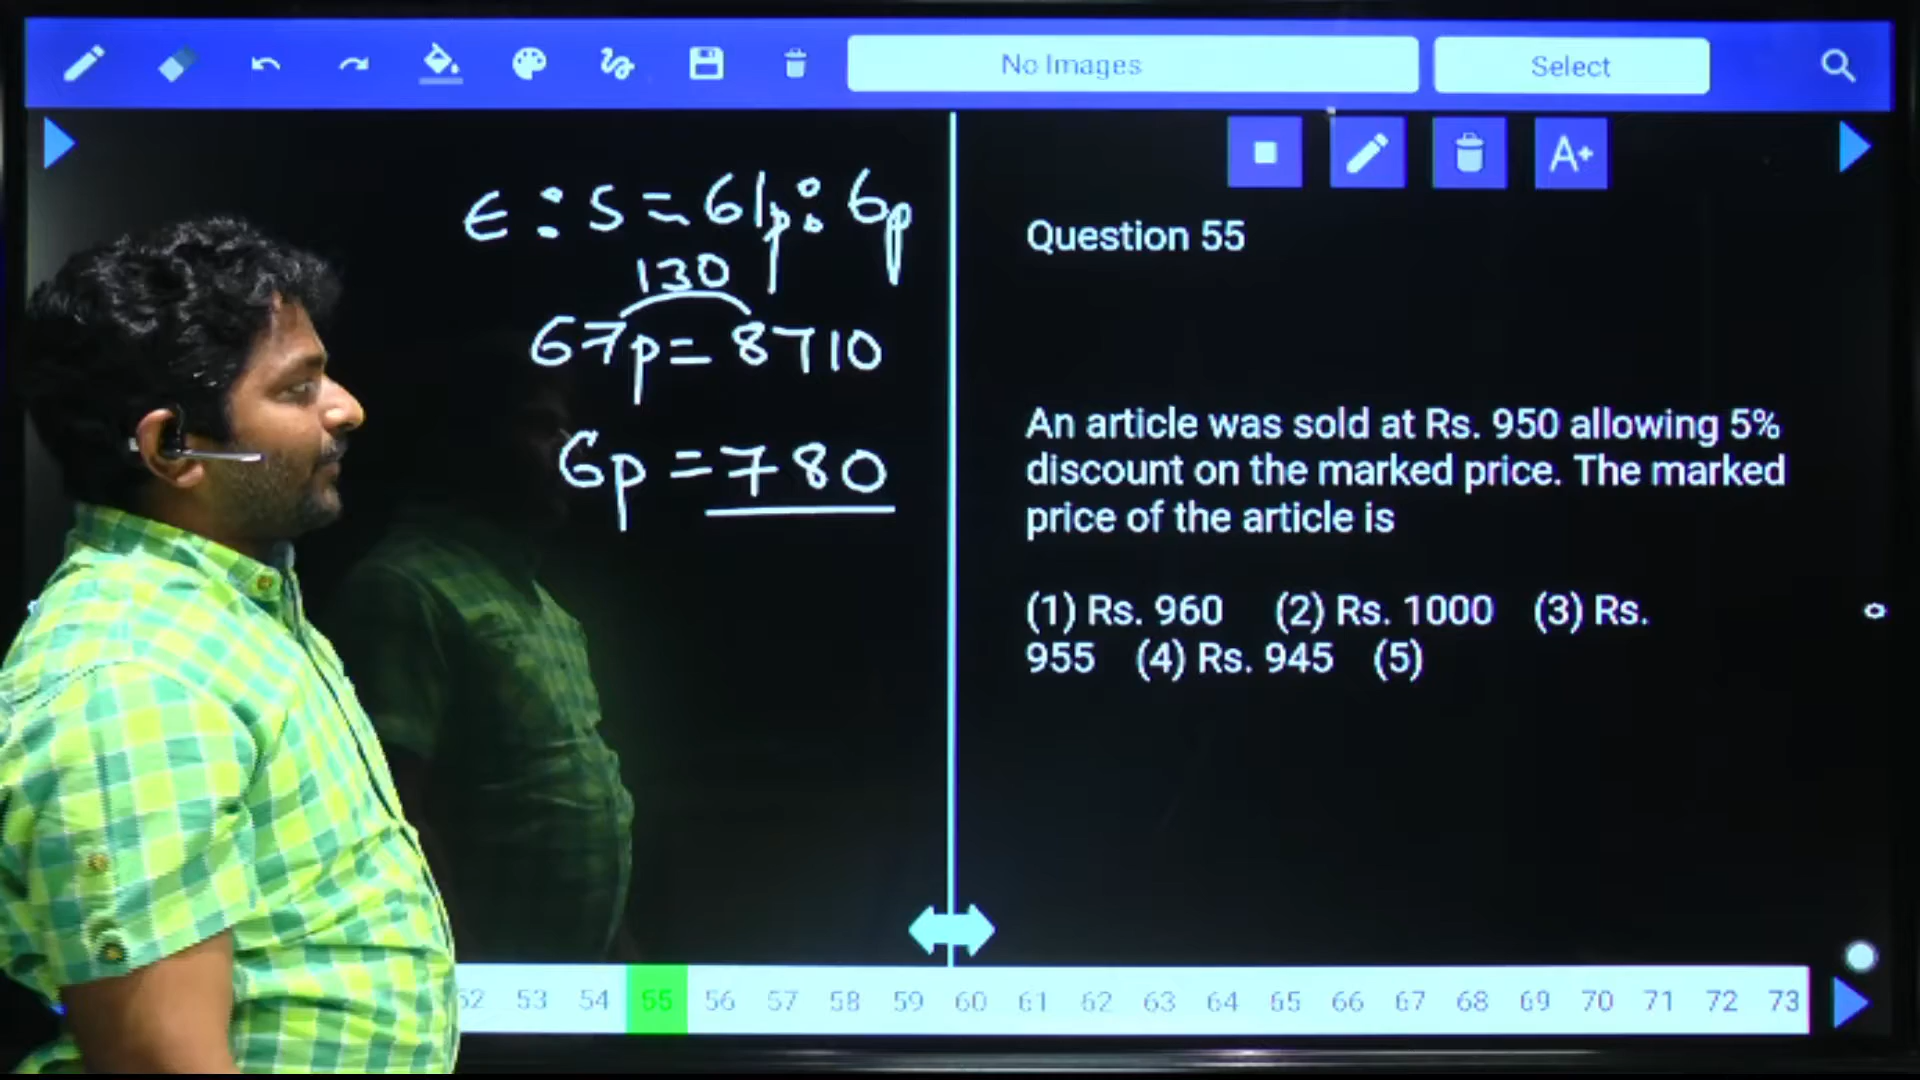 No Images
Select
A+
E : S = 61p : 6p
130
67p = 8710
6p = 780
Question 55
An article was sold at Rs. 950 allowing 5%
discount on the marked price. The marked
price of the article is
(1) Rs. 960 (2) Rs. 1000 (3) Rs.
955 (4) Rs. 945 (5)
52 53 54 55 56 57 58 59 60 61 62 63 64 65 66 67 68 69 70 71 72 73